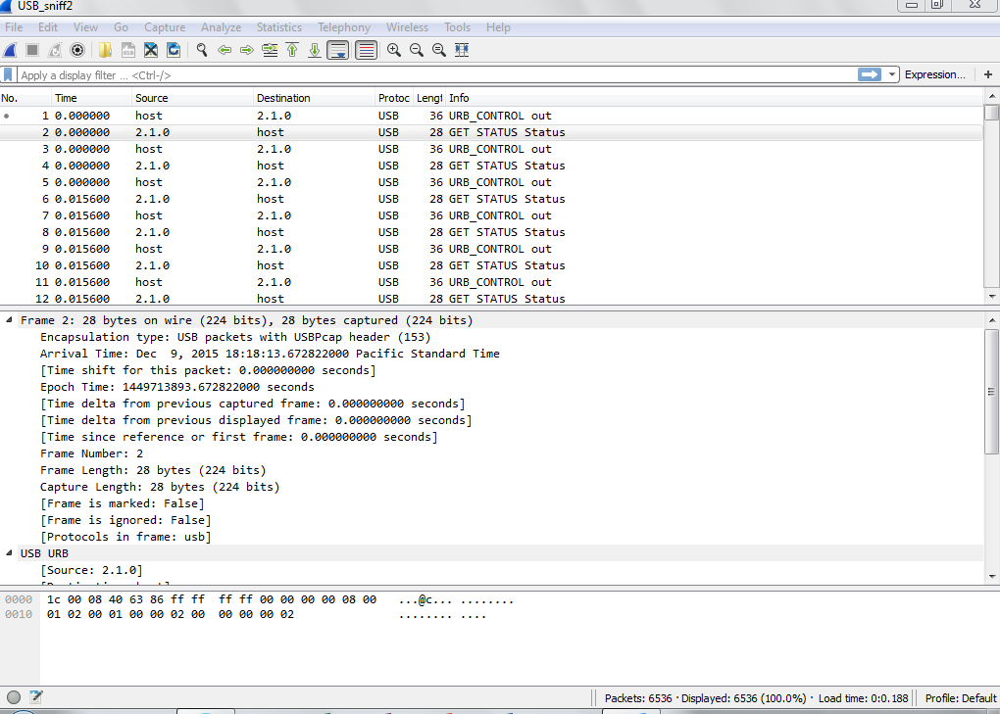 USB_sniff2
File Edit View Go Capture Analyze Statistics Telephony Wireless Tools Help
Apply a display filter ... <Ctrl-/> Expression... +
No. Time Source Destination Protoc Lengt Info
1 0.000000 host 2.1.0 USB 36 URB_CONTROL out
2 0.000000 2.1.0 host USB 28 GET STATUS Status
3 0.000000 host 2.1.0 USB 36 URB_CONTROL out
4 0.000000 2.1.0 host USB 28 GET STATUS Status
5 0.000000 host 2.1.0 USB 36 URB_CONTROL out
6 0.015600 2.1.0 host USB 28 GET STATUS Status
7 0.015600 host 2.1.0 USB 36 URB_CONTROL out
8 0.015600 2.1.0 host USB 28 GET STATUS Status
9 0.015600 host 2.1.0 USB 36 URB_CONTROL out
10 0.015600 2.1.0 host USB 28 GET STATUS Status
11 0.015600 host 2.1.0 USB 36 URB_CONTROL out
12 0.015600 2.1.0 host USB 28 GET STATUS Status
Frame 2: 28 bytes on wire (224 bits), 28 bytes captured (224 bits)
Encapsulation type: USB packets with USBPcap header (153)
Arrival Time: Dec  9, 2015 18:18:13.672822000 Pacific Standard Time
[Time shift for this packet: 0.000000000 seconds]
Epoch Time: 1449713893.672822000 seconds
[Time delta from previous captured frame: 0.000000000 seconds]
[Time delta from previous displayed frame: 0.000000000 seconds]
[Time since reference or first frame: 0.000000000 seconds]
Frame Number: 2
Frame Length: 28 bytes (224 bits)
Capture Length: 28 bytes (224 bits)
[Frame is marked: False]
[Frame is ignored: False]
[Protocols in frame: usb]
USB URB
[Source: 2.1.0]
0000 1c 00 08 40 63 86 ff ff ff ff 00 00 00 00 08 00 ...@c... ........
0010 01 02 00 01 00 00 02 00 00 00 00 02 ........ ....
Packets: 6536 · Displayed: 6536 (100.0%) · Load time: 0:0.188 Profile: Default